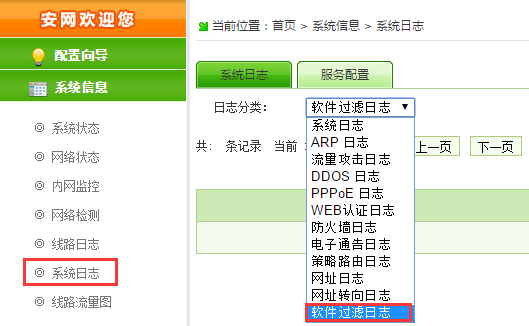 安网欢迎您
配置向导
系统信息
系统状态
网络状态
内网监控
网络检测
线路日志
系统日志
线路流量图
当前位置：首页 > 系统信息 > 系统日志
系统日志 服务配置
日志分类： 软件过滤日志
共： 条记录 当前： 上一页 下一页
系统日志
ARP 日志
流量攻击日志
DDOS 日志
PPPoE 日志
WEB认证日志
防火墙日志
电子通告日志
策略路由日志
网址日志
网址转向日志
软件过滤日志